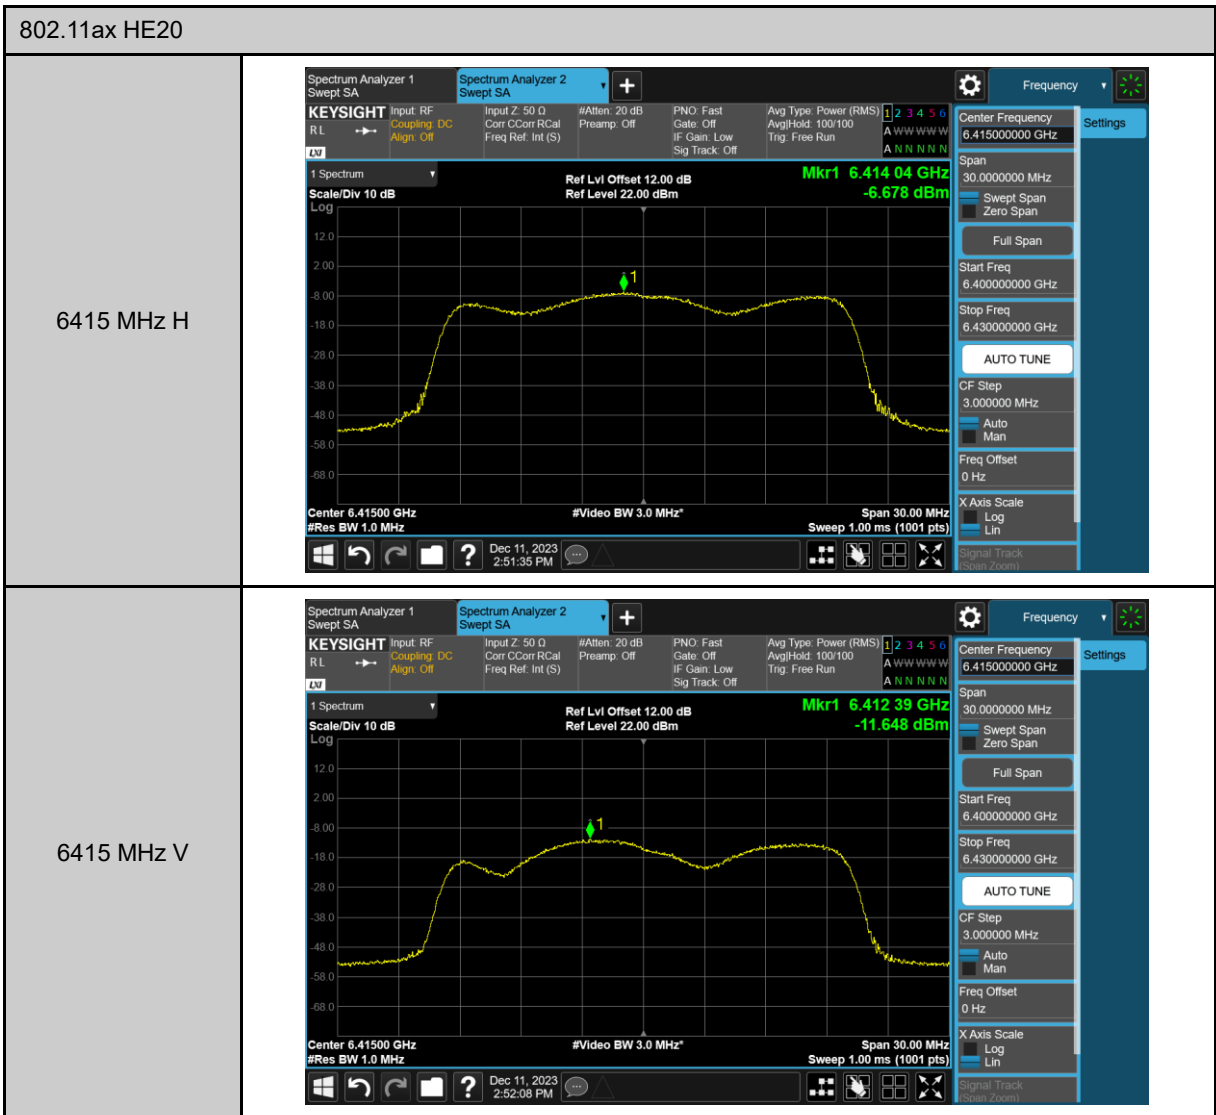 802.11ax HE20
6415 MHz H
Spectrum Analyzer 1
Swept SA
Spectrum Analyzer 2
Swept SA
Frequency
KEYSIGHT
RL
LXI
Input: RF
Coupling: DC
Align: Off
Input Z: 50 Ω
Corr CCorr RCal
Freq Ref: Int (S)
#Atten: 20 dB
Preamp: Off
PNO: Fast
Gate: Off
IF Gain: Low
Sig Track: Off
Avg Type: Power (RMS)
Avg|Hold: 100/100
Trig: Free Run
1 2 3 4 5 6
A W W W W W
A N N N N N
1 Spectrum
Scale/Div 10 dB
Log
Ref Lvl Offset 12.00 dB
Ref Level 22.00 dBm
Mkr1 6.414 04 GHz
-6.678 dBm
12.0
2.00
-8.00
-18.0
-28.0
-38.0
-48.0
-58.0
-68.0
1
Center 6.41500 GHz
#Res BW 1.0 MHz
#Video BW 3.0 MHz*
Span 30.00 MHz
Sweep 1.00 ms (1001 pts)
Dec 11, 2023
2:51:35 PM
Center Frequency
6.415000000 GHz
Settings
Span
30.0000000 MHz
Swept Span
Zero Span
Full Span
Start Freq
6.400000000 GHz
Stop Freq
6.430000000 GHz
AUTO TUNE
CF Step
3.000000 MHz
Auto
Man
Freq Offset
0 Hz
X Axis Scale
Log
Lin
Signal Track
(Span Zoom)
6415 MHz V
Spectrum Analyzer 1
Swept SA
Spectrum Analyzer 2
Swept SA
Frequency
KEYSIGHT
RL
LXI
Input: RF
Coupling: DC
Align: Off
Input Z: 50 Ω
Corr CCorr RCal
Freq Ref: Int (S)
#Atten: 20 dB
Preamp: Off
PNO: Fast
Gate: Off
IF Gain: Low
Sig Track: Off
Avg Type: Power (RMS)
Avg|Hold: 100/100
Trig: Free Run
1 2 3 4 5 6
A W W W W W
A N N N N N
1 Spectrum
Scale/Div 10 dB
Log
Ref Lvl Offset 12.00 dB
Ref Level 22.00 dBm
Mkr1 6.412 39 GHz
-11.648 dBm
12.0
2.00
-8.00
-18.0
-28.0
-38.0
-48.0
-58.0
-68.0
1
Center 6.41500 GHz
#Res BW 1.0 MHz
#Video BW 3.0 MHz*
Span 30.00 MHz
Sweep 1.00 ms (1001 pts)
Dec 11, 2023
2:52:08 PM
Center Frequency
6.415000000 GHz
Settings
Span
30.0000000 MHz
Swept Span
Zero Span
Full Span
Start Freq
6.400000000 GHz
Stop Freq
6.430000000 GHz
AUTO TUNE
CF Step
3.000000 MHz
Auto
Man
Freq Offset
0 Hz
X Axis Scale
Log
Lin
Signal Track
(Span Zoom)